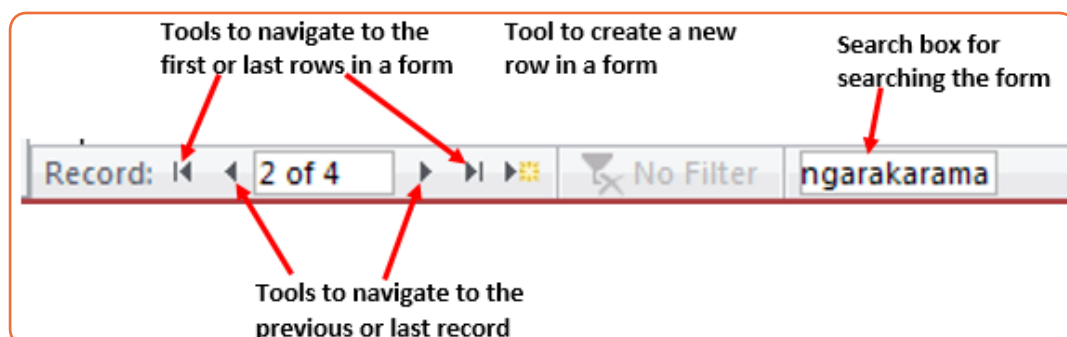 Tools to navigate to the
first or last rows in a form
Tool to create a new
row in a form
Search box for
searching the form
Record: 2 of 4 No Filter ngarakarama
Tools to navigate to the
previous or last record